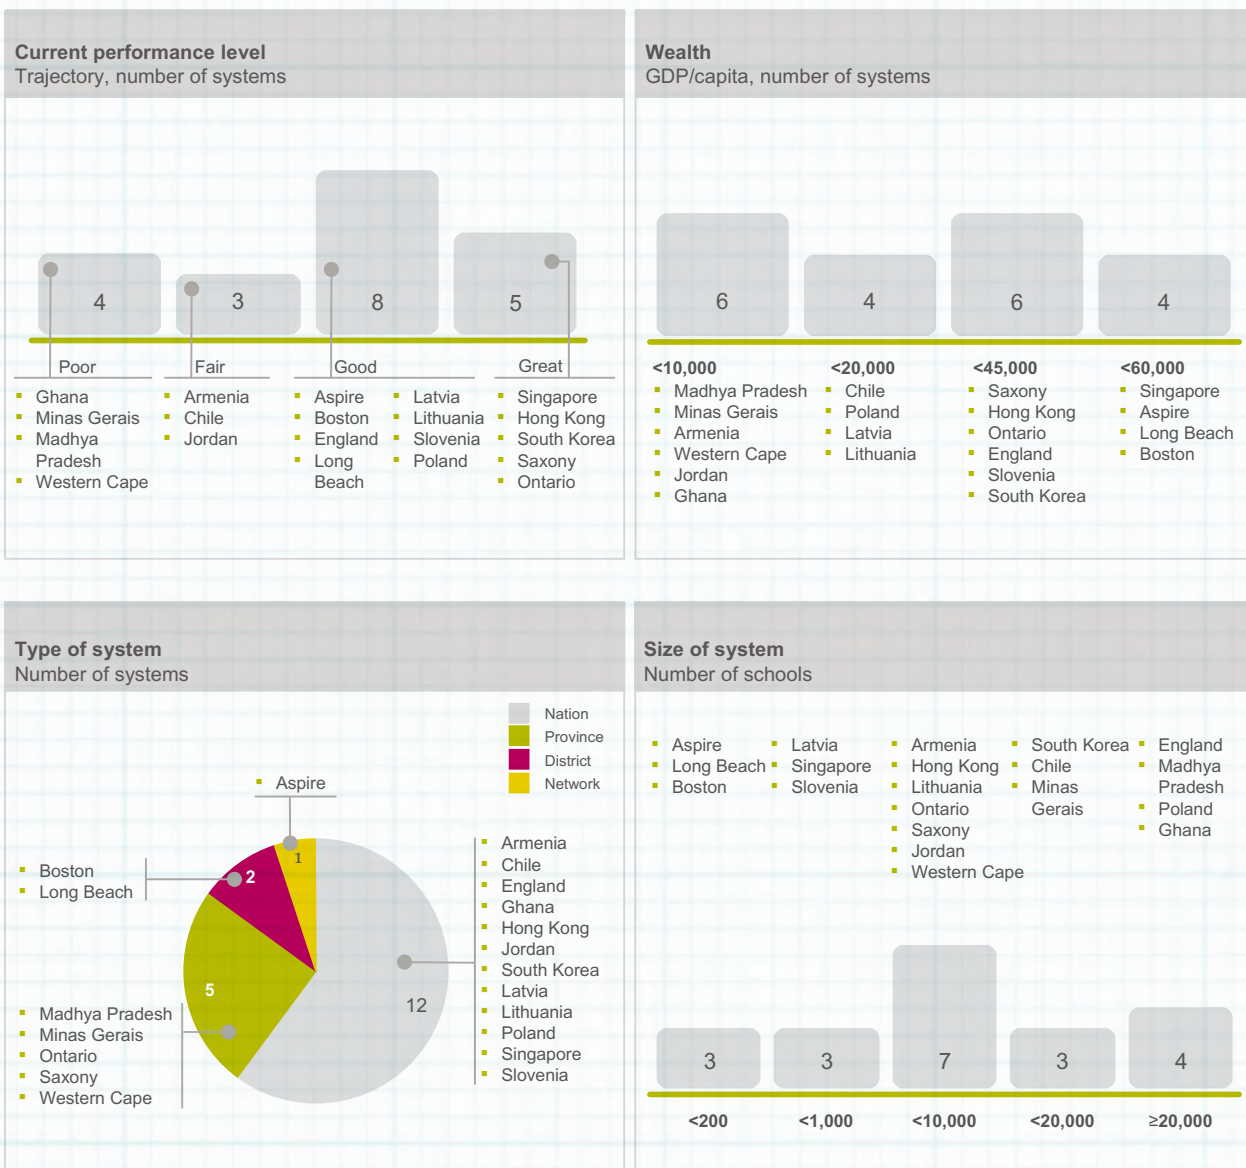 Current performance level
Trajectory, number of systems
4
3
8
5
Poor
Fair
Good
Great
Ghana
Minas Gerais
Madhya
Pradesh
Western Cape
Armenia
Chile
Jordan
Aspire
Boston
England
Long
Beach
Latvia
Lithuania
Slovenia
Poland
Singapore
Hong Kong
South Korea
Saxony
Ontario
Wealth
GDP/capita, number of systems
6
4
6
4
<10,000
<20,000
<45,000
<60,000
Madhya Pradesh
Minas Gerais
Armenia
Western Cape
Jordan
Ghana
Chile
Poland
Latvia
Lithuania
Saxony
Hong Kong
Ontario
England
Slovenia
South Korea
Singapore
Aspire
Long Beach
Boston
Type of system
Number of systems
Nation
Province
District
Network
Aspire
1
Boston
Long Beach
2
5
Madhya Pradesh
Minas Gerais
Ontario
Saxony
Western Cape
12
Armenia
Chile
England
Ghana
Hong Kong
Jordan
South Korea
Latvia
Lithuania
Poland
Singapore
Slovenia
Size of system
Number of schools
Aspire
Long Beach
Boston
Latvia
Singapore
Slovenia
Armenia
Hong Kong
Lithuania
Ontario
Saxony
Jordan
Western Cape
South Korea
Chile
Minas
Gerais
England
Madhya
Pradesh
Poland
Ghana
3
3
7
3
4
<200
<1,000
<10,000
<20,000
≥20,000